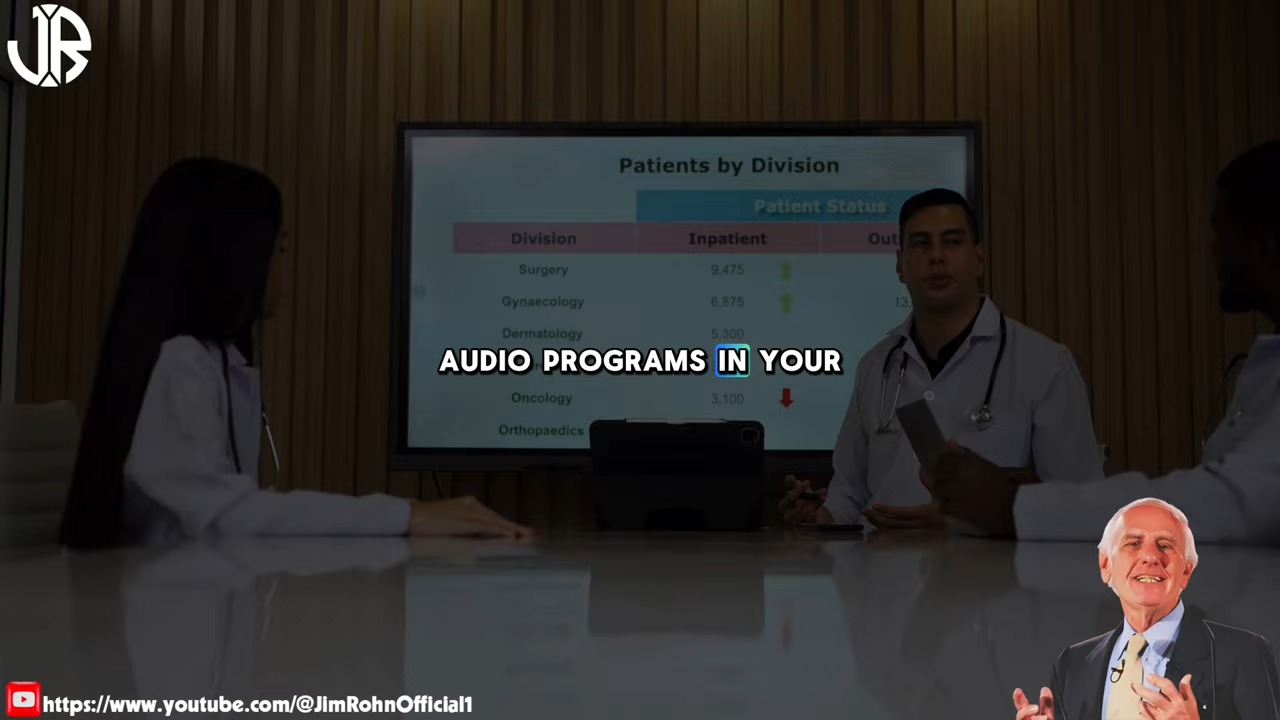 JR
Patients by Division
Patient Status
Division Inpatient Out
Surgery 9,475
Gynaecology 6,875 13,
Dermatology 5,300
AUDIO PROGRAMS IN YOUR
Oncology 3,100
Orthopaedics
https://www.youtube.com/@JimRohnOfficial1